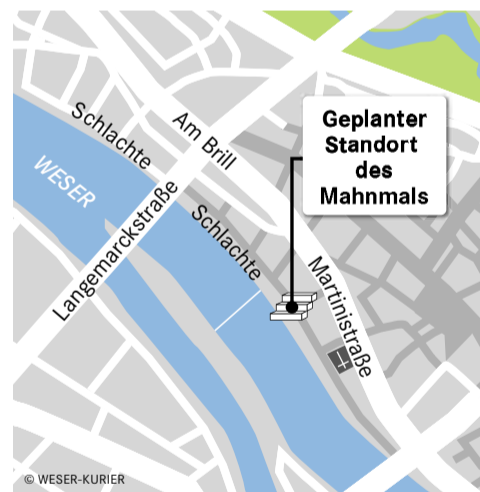 Schlachte
Am Brill
WESER
Geplanter
Standort
des
Mahnmals
Langemarckstraße
Schlachte
Martinistraße
© WESER-KURIER